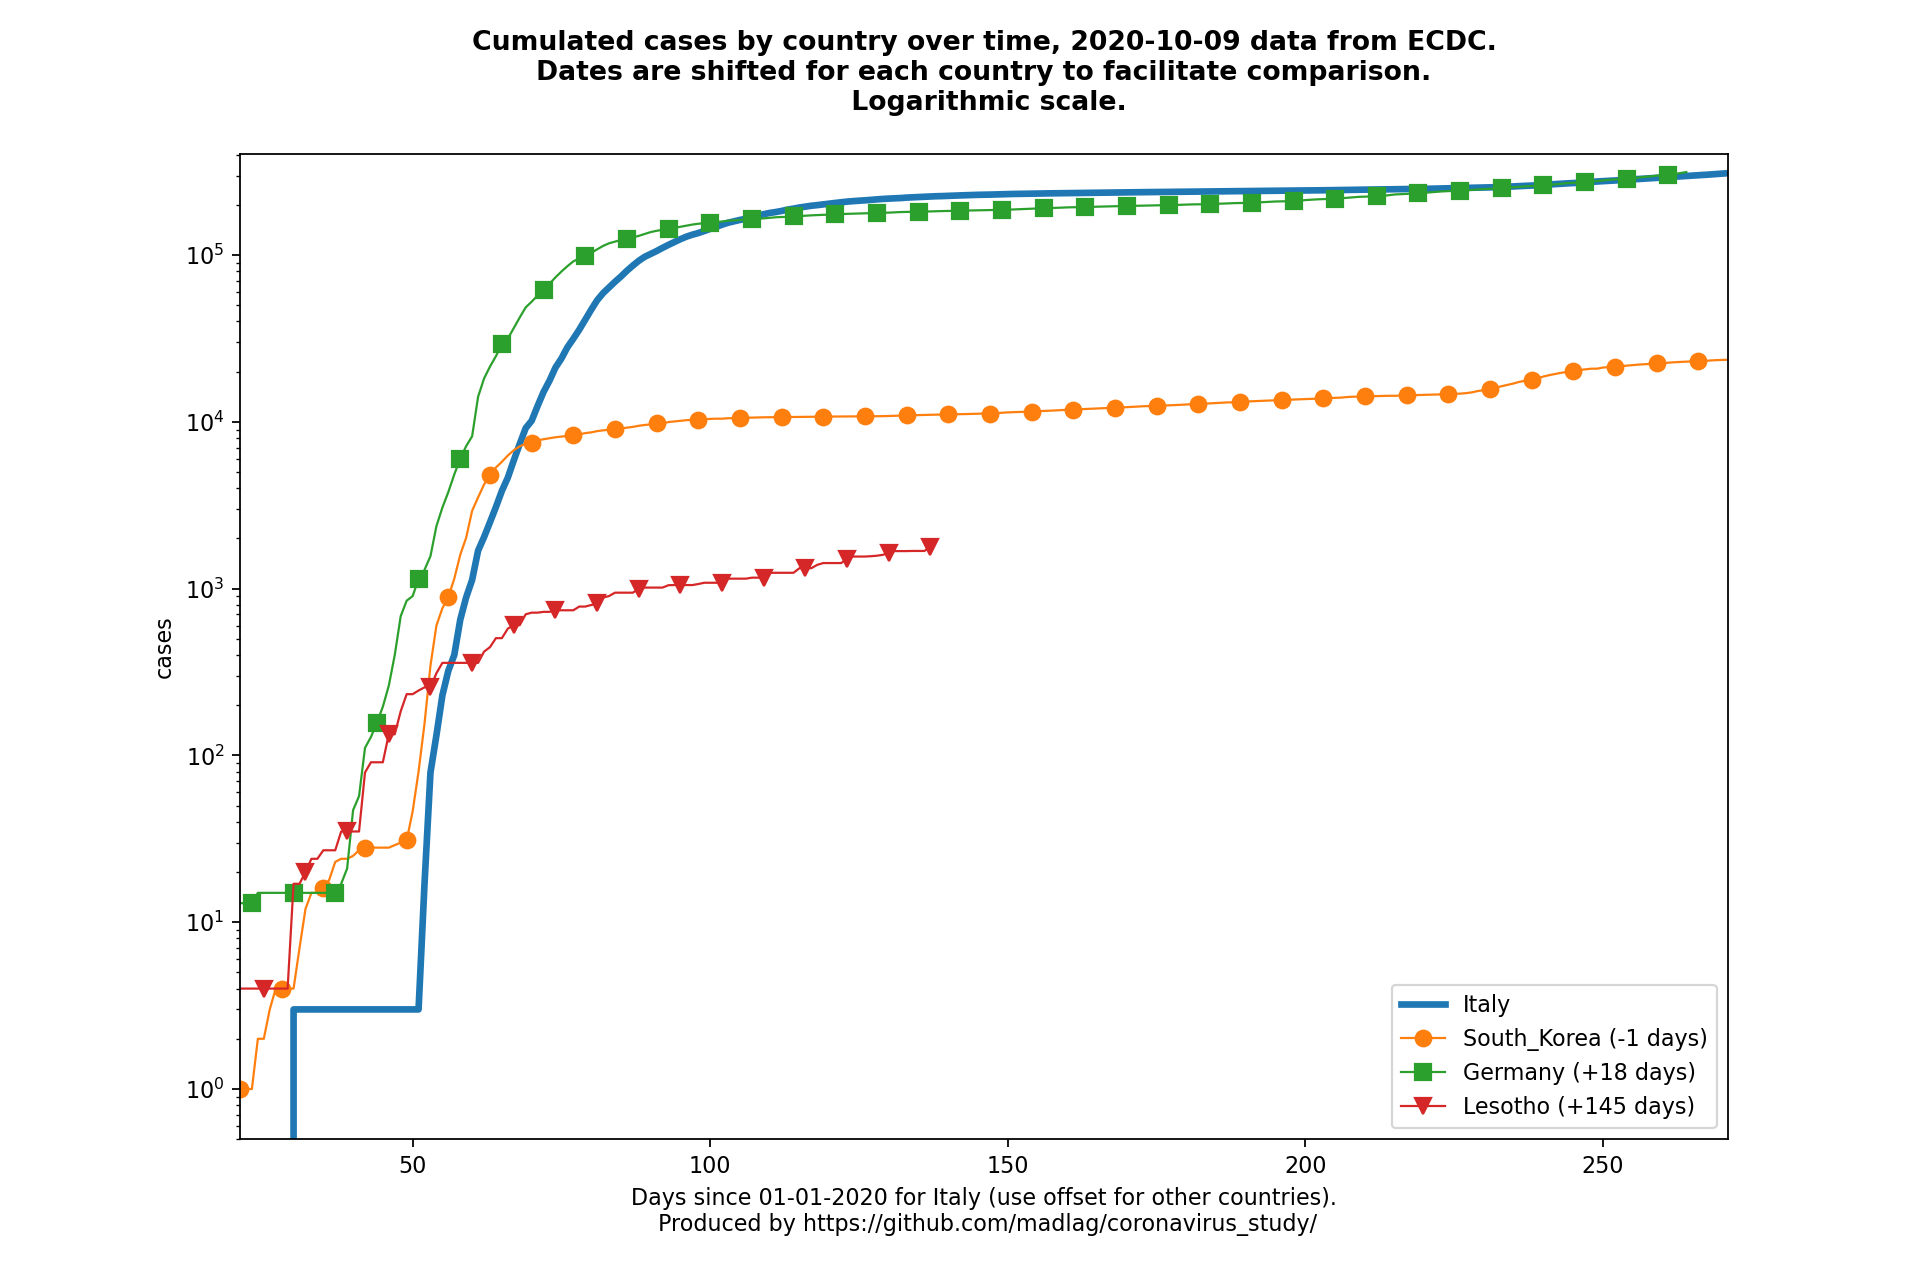 Cumulated cases by country over time, 2020-10-09 data from ECDC.
Dates are shifted for each country to facilitate comparison.
Logarithmic scale.
10^5
10^4
10^3
10^2
10^1
10^0
cases
Italy
South_Korea (-1 days)
Germany (+18 days)
Lesotho (+145 days)
50 100 150 200 250
Days since 01-01-2020 for Italy (use offset for other countries).
Produced by https://github.com/madlag/coronavirus_study/